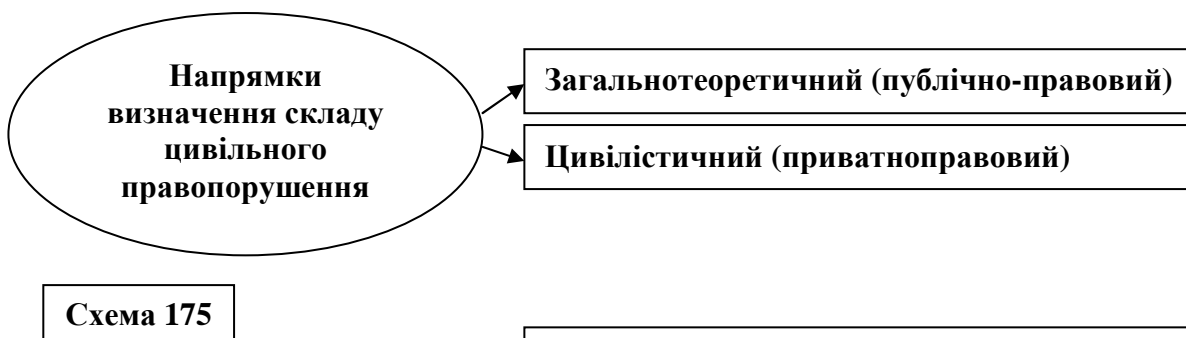 Напрямки
визначення складу
цивільного
правопорушення
Загальнотеоретичний (публічно-правовий)
Цивілістичний (приватноправовий)
Схема 175